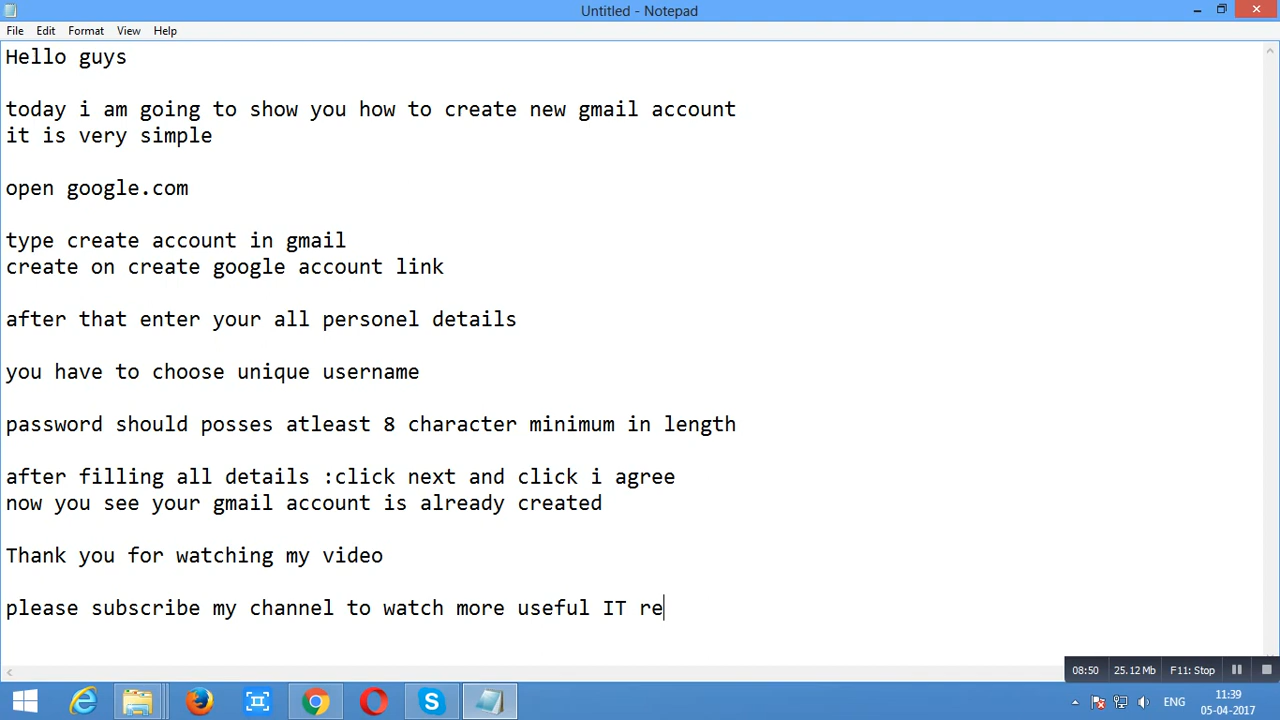 Untitled - Notepad
File Edit Format View Help
Hello guys
today i am going to show you how to create new gmail account
it is very simple
open google.com
type create account in gmail
create on create google account link
after that enter your all personel details
you have to choose unique username
password should posses atleast 8 character minimum in length
after filling all details :click next and click i agree
now you see your gmail account is already created
Thank you for watching my video
please subscribe my channel to watch more useful IT re
08:50 25.12 Mb F11: Stop
ENG
11:39
05-04-2017